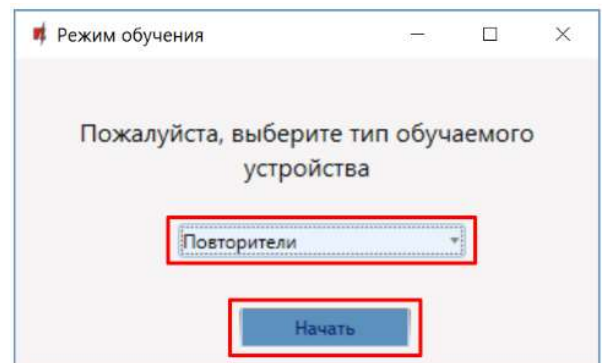 Режим обучения
Пожалуйста, выберите тип обучаемого
устройства
Повторители
Начать